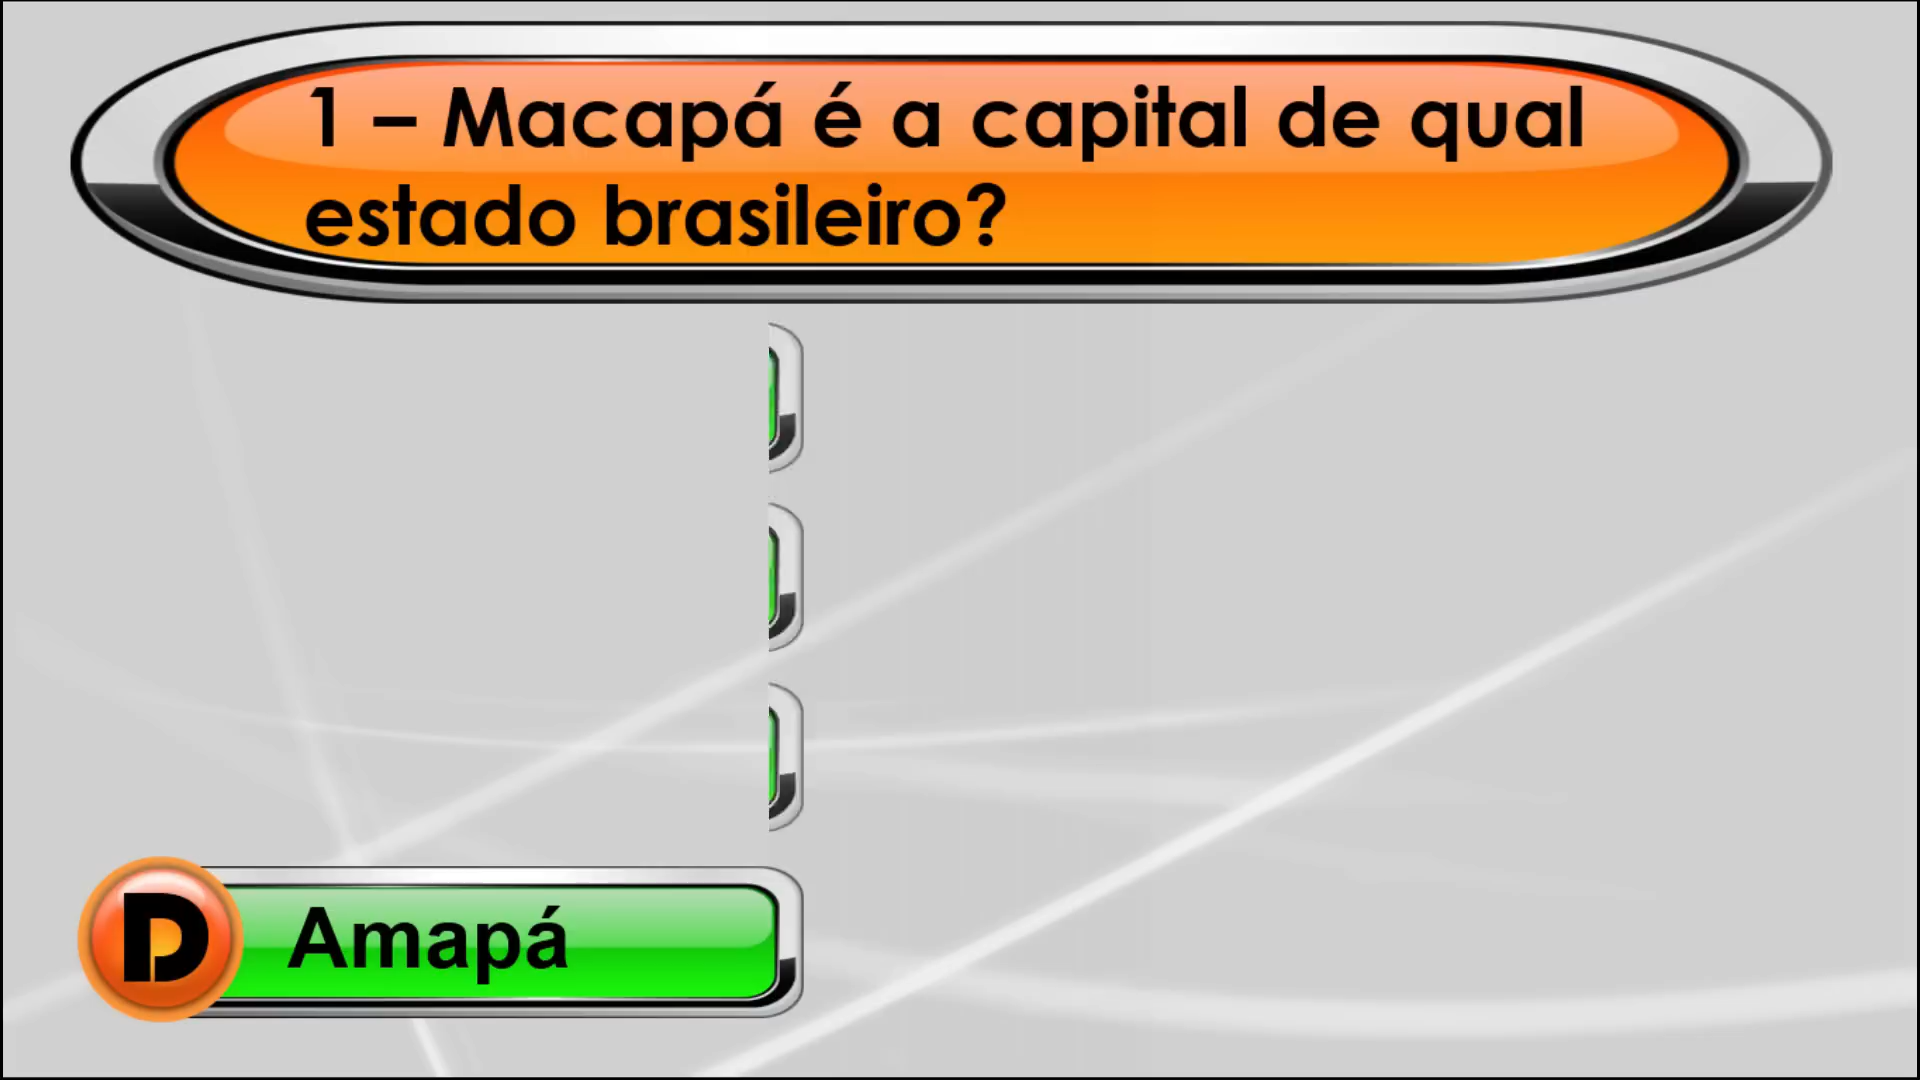 1 – Macapá é a capital de qual
estado brasileiro?
D Amapá